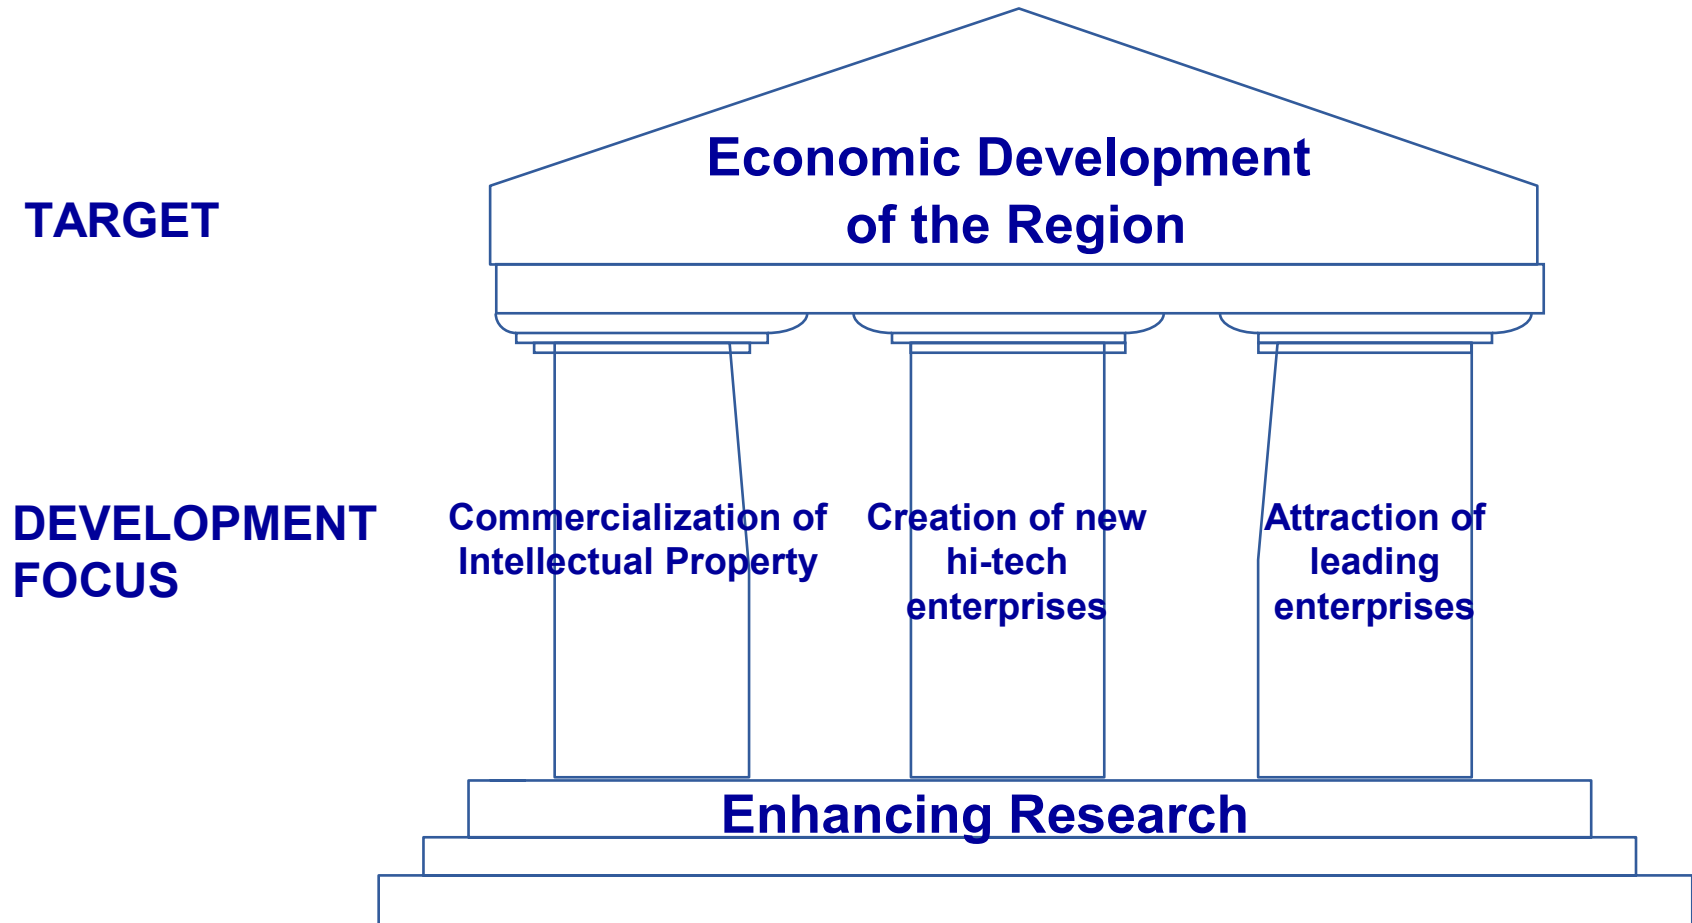 Economic Development
of the Region
TARGET
DEVELOPMENT
FOCUS
Commercialization of
Intellectual Property
Creation of new
hi-tech
enterprises
Attraction of
leading
enterprises
Enhancing Research